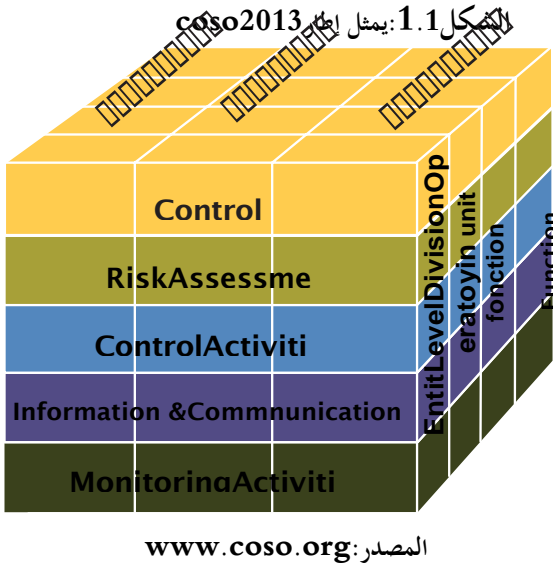 الشكل1.1:يمثل إطار coso2013
Control
RiskAssessme
ControlActiviti
Information &Commnunication
MonitorinaActiviti
EntitLevelDivisionOp
eratoyin unit
fonction
Function
المصدر:www.coso.org